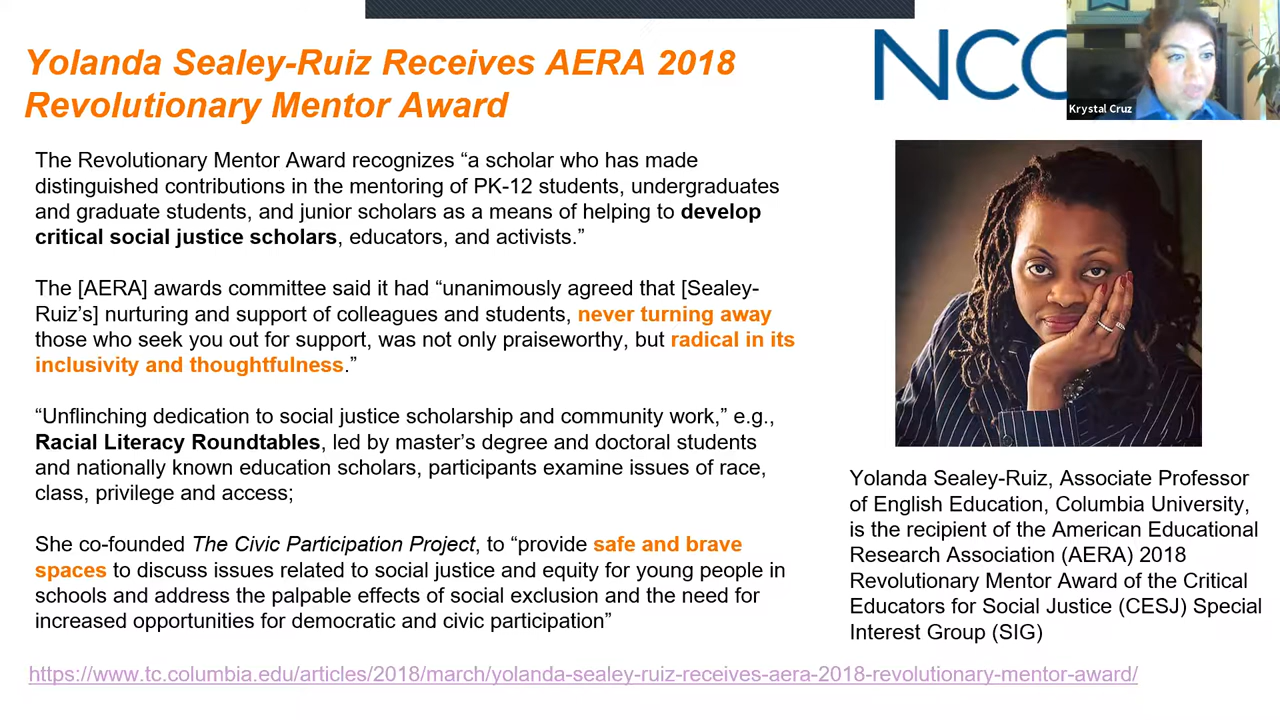 Yolanda Sealey-Ruiz Receives AERA 2018
Revolutionary Mentor Award
NCC
Krystal Cruz
The Revolutionary Mentor Award recognizes “a scholar who has made
distinguished contributions in the mentoring of PK-12 students, undergraduates
and graduate students, and junior scholars as a means of helping to develop
critical social justice scholars, educators, and activists.”
The [AERA] awards committee said it had “unanimously agreed that [Sealey-
Ruiz’s] nurturing and support of colleagues and students, never turning away
those who seek you out for support, was not only praiseworthy, but radical in its
inclusivity and thoughtfulness.”
“Unflinching dedication to social justice scholarship and community work,” e.g.,
Racial Literacy Roundtables, led by master’s degree and doctoral students
and nationally known education scholars, participants examine issues of race,
class, privilege and access;
She co-founded The Civic Participation Project, to “provide safe and brave
spaces to discuss issues related to social justice and equity for young people in
schools and address the palpable effects of social exclusion and the need for
increased opportunities for democratic and civic participation”
Yolanda Sealey-Ruiz, Associate Professor
of English Education, Columbia University,
is the recipient of the American Educational
Research Association (AERA) 2018
Revolutionary Mentor Award of the Critical
Educators for Social Justice (CESJ) Special
Interest Group (SIG)
https://www.tc.columbia.edu/articles/2018/march/yolanda-sealey-ruiz-receives-aera-2018-revolutionary-mentor-award/